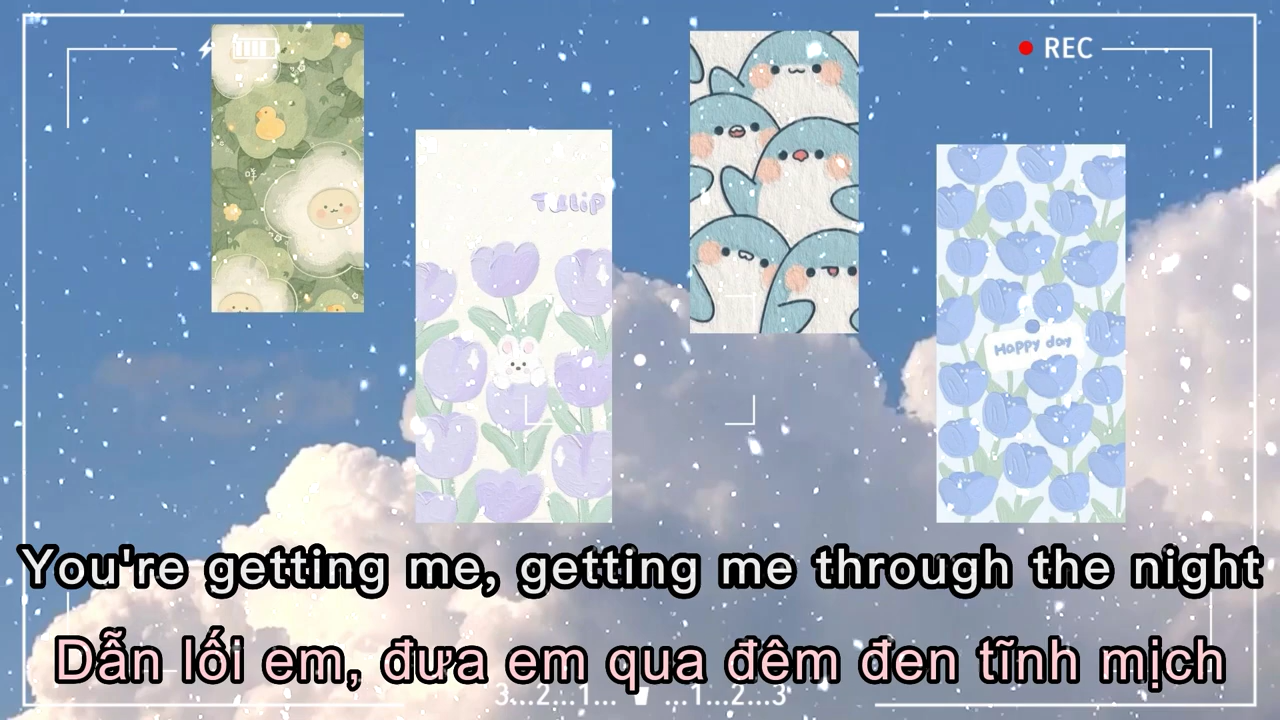 REC
咩
Tulip
Happy day
You're getting me, getting me through the night
Dẫn lối em, đưa em qua đêm đen tĩnh mịch
3...2...1... ...1...2...3